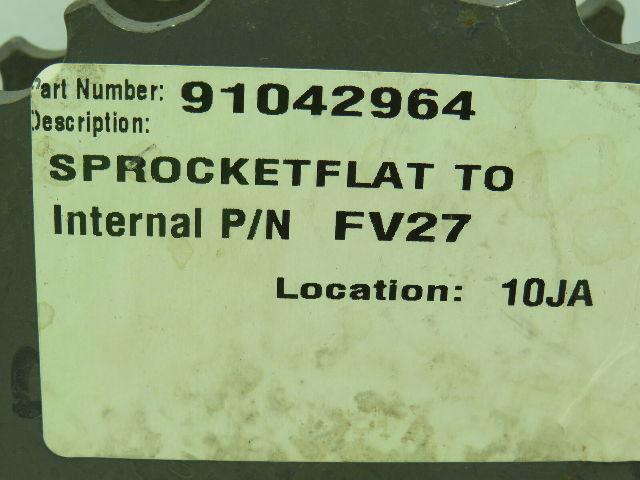 Part Number: 91042964
Description:
SPROCKETFLAT TO
Internal P/N FV27
Location: 10JA